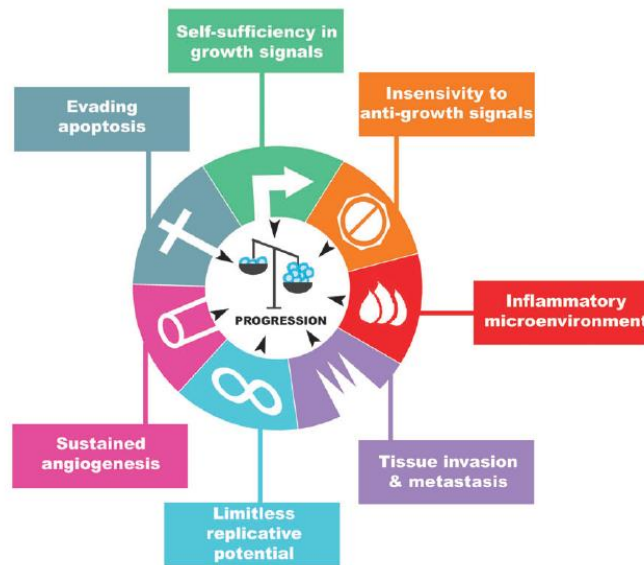 Self-sufficiency in
growth signals
Evading
apoptosis
Insensivity to
anti-growth signals
PROGRESSION
Inflammatory
microenvironment
Sustained
angiogenesis
Tissue invasion
& metastasis
Limitless
replicative
potential